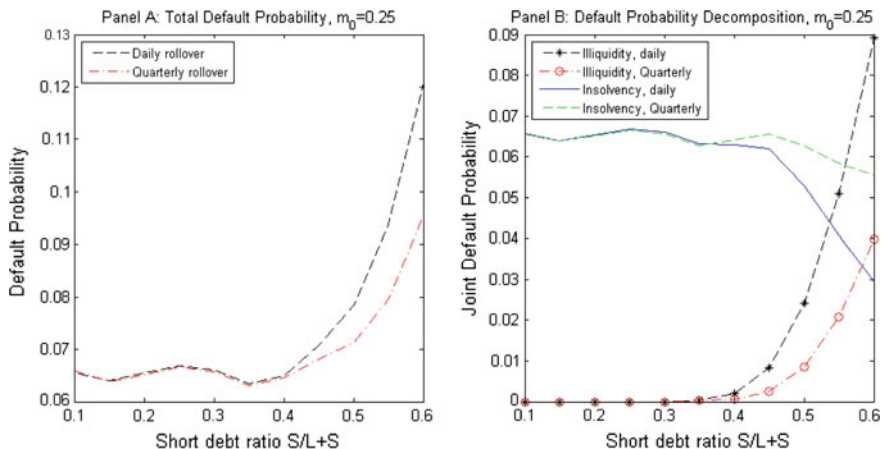 Panel A: Total Default Probability, m0=0.25
0.13
0.12
0.11
0.1
0.09
0.08
0.07
0.06
Default Probability
Daily rollover
Quarterly rollover
0.1 0.2 0.3 0.4 0.5 0.6
Short debt ratio S/L+S
Panel B: Default Probability Decomposition, m0=0.25
0.09
0.08
0.07
0.06
0.05
0.04
0.03
0.02
0.01
0
Joint Default Probability
Illiquidity, daily
Illiquidity, Quarterly
Insolvency, daily
Insolvency, Quarterly
0.1 0.2 0.3 0.4 0.5 0.6
Short debt ratio S/L+S